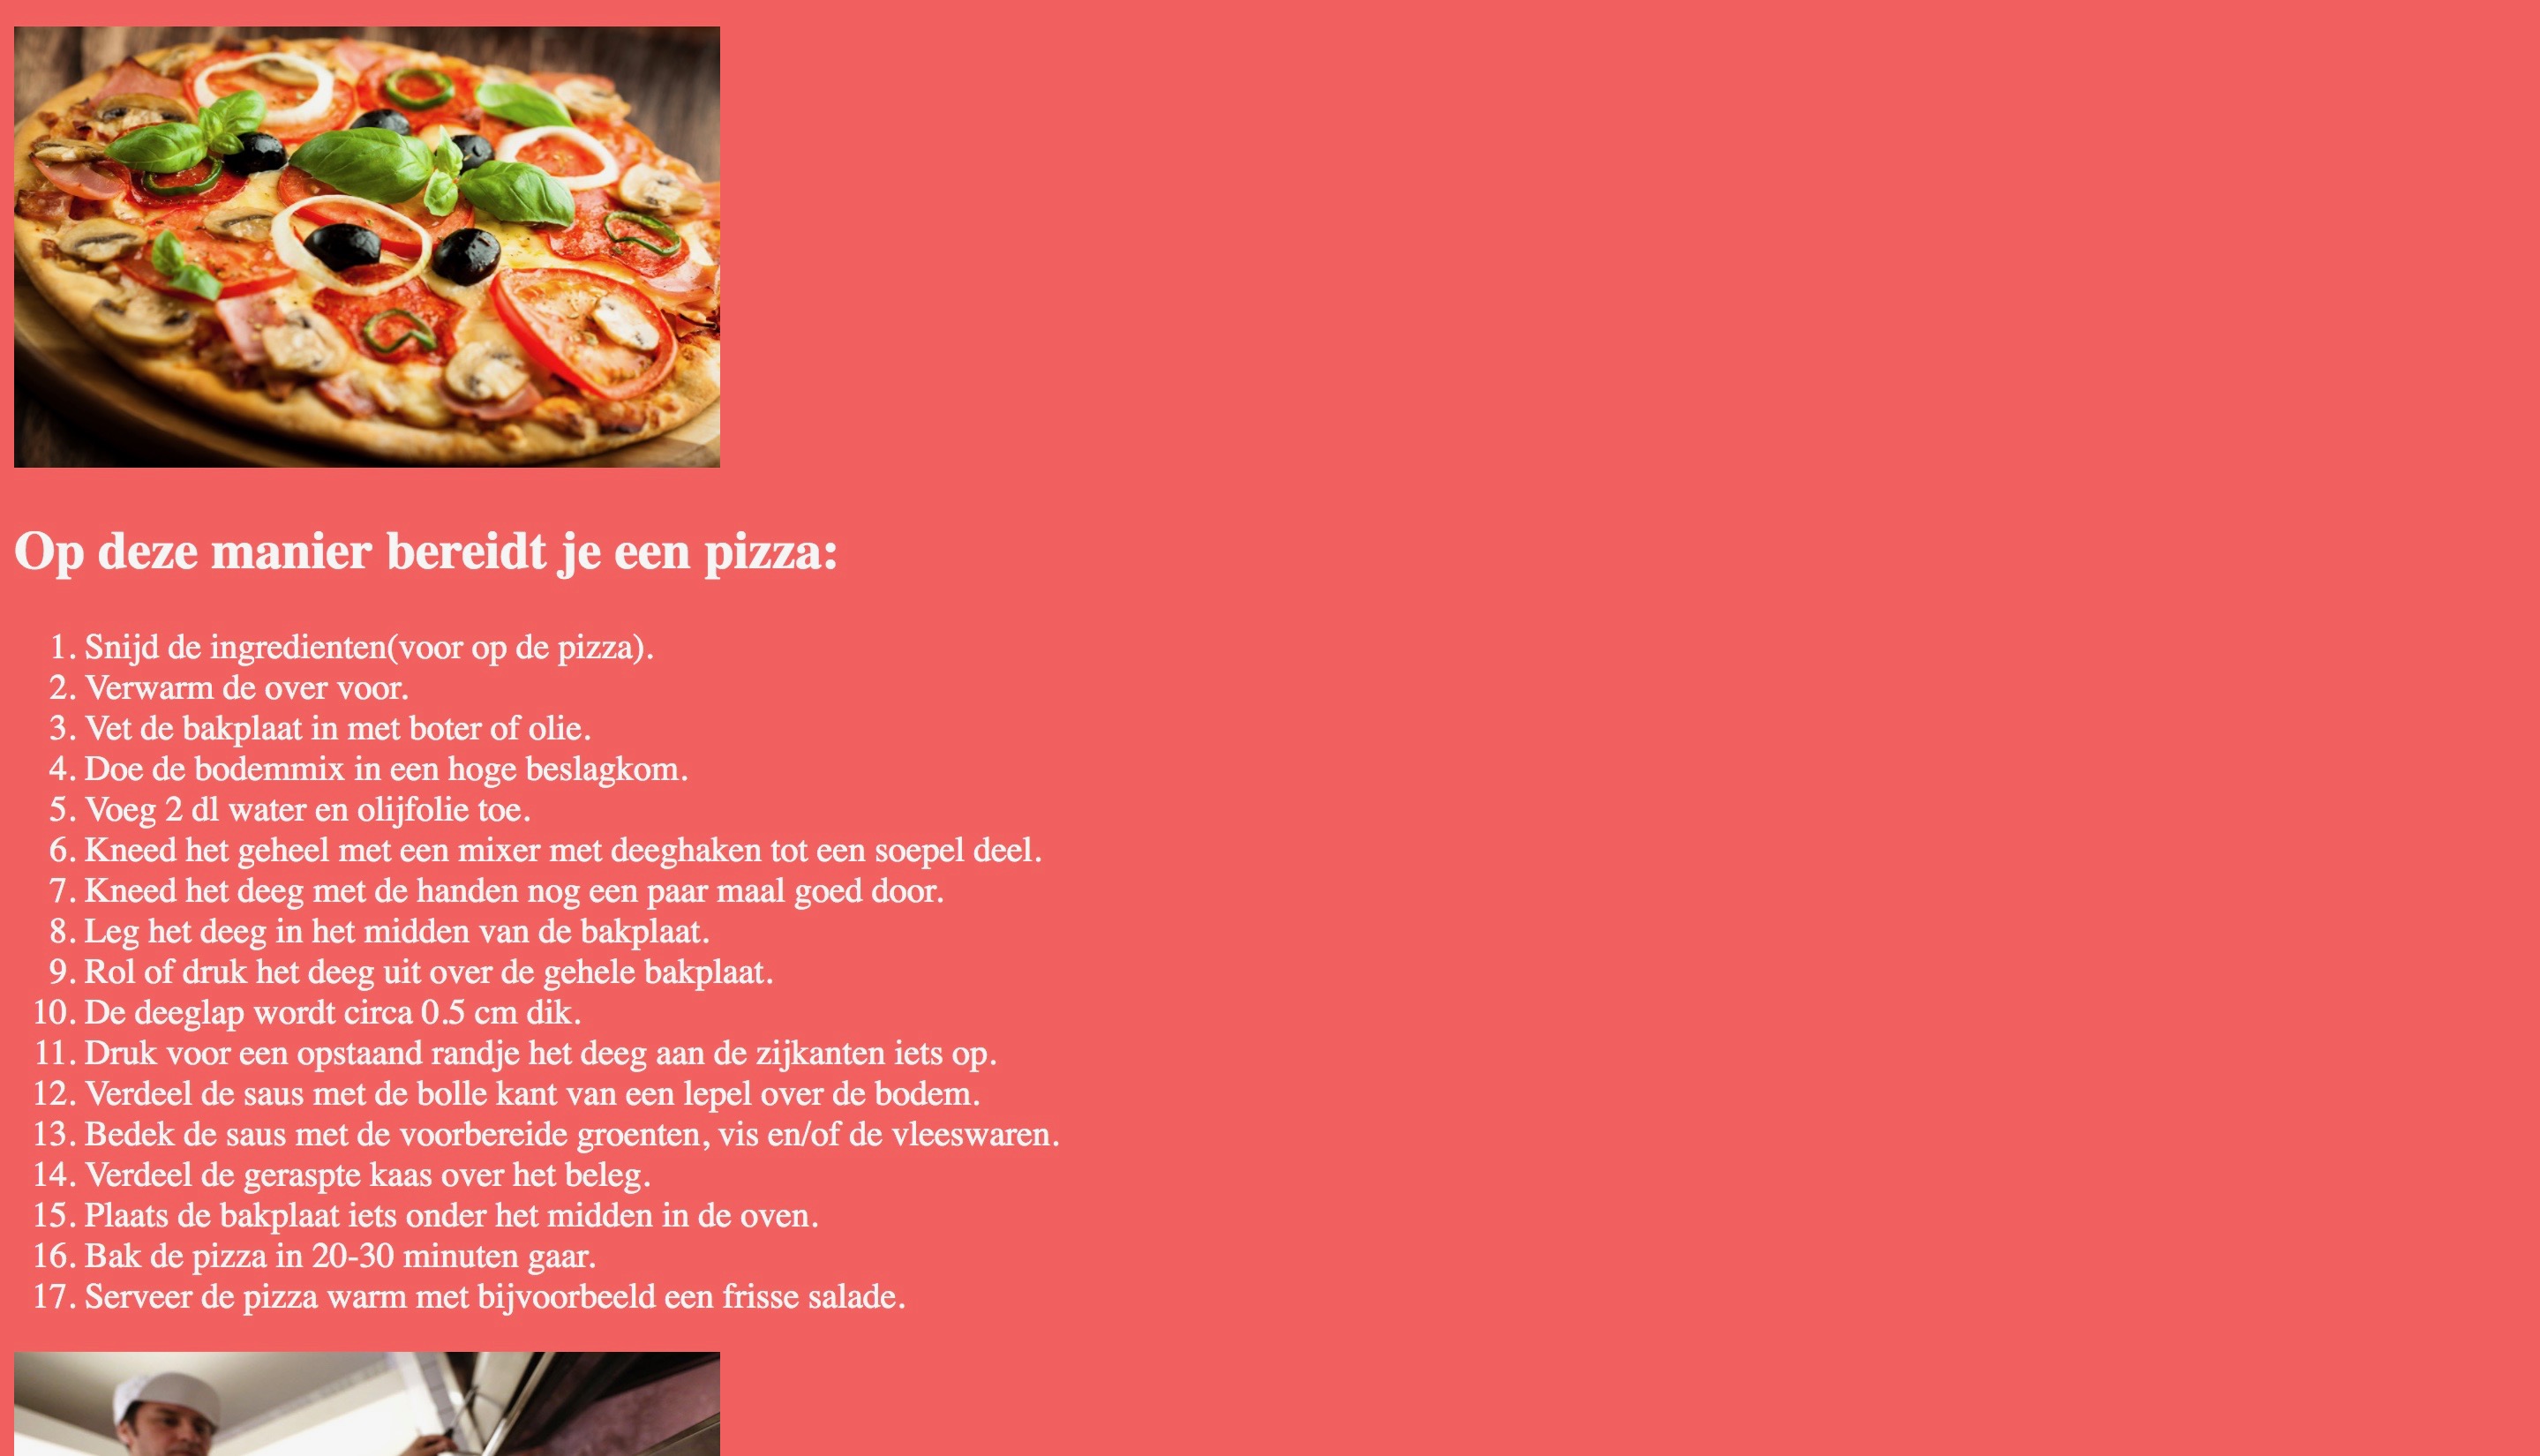 Op deze manier bereidt je een pizza:
1. Snijd de ingredienten(voor op de pizza).
2. Verwarm de over voor.
3. Vet de bakplaat in met boter of olie.
4. Doe de bodemmix in een hoge beslagkom.
5. Voeg 2 dl water en olijfolie toe.
6. Kneed het geheel met een mixer met deeghaken tot een soepel deel.
7. Kneed het deeg met de handen nog een paar maal goed door.
8. Leg het deeg in het midden van de bakplaat.
9. Rol of druk het deeg uit over de gehele bakplaat.
10. De deeglap wordt circa 0.5 cm dik.
11. Druk voor een opstaand randje het deeg aan de zijkanten iets op.
12. Verdeel de saus met de bolle kant van een lepel over de bodem.
13. Bedek de saus met de voorbereide groenten, vis en/of de vleeswaren.
14. Verdeel de geraspte kaas over het beleg.
15. Plaats de bakplaat iets onder het midden in de oven.
16. Bak de pizza in 20-30 minuten gaar.
17. Serveer de pizza warm met bijvoorbeeld een frisse salade.